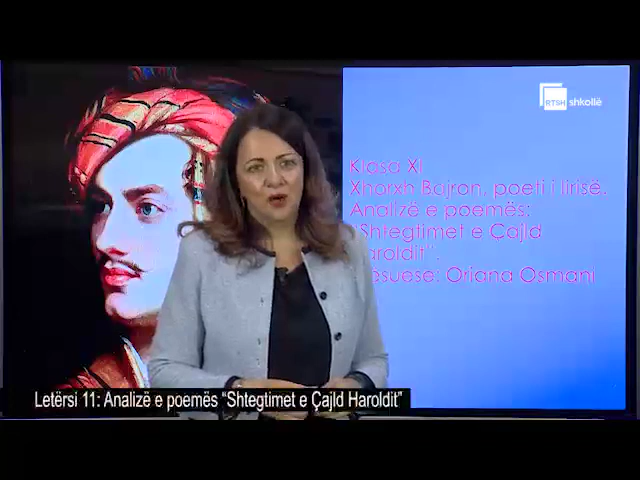 RTSH shkollë
Klasa XI
Xhorxh Bajron, poeti i lirisë.
Analizë e poemës:
"Shtegtimet e Çajld
Haroldit".
Oriana Osmani
Letërsi 11: Analizë e poemës “Shtegtimet e Çajld Haroldit”